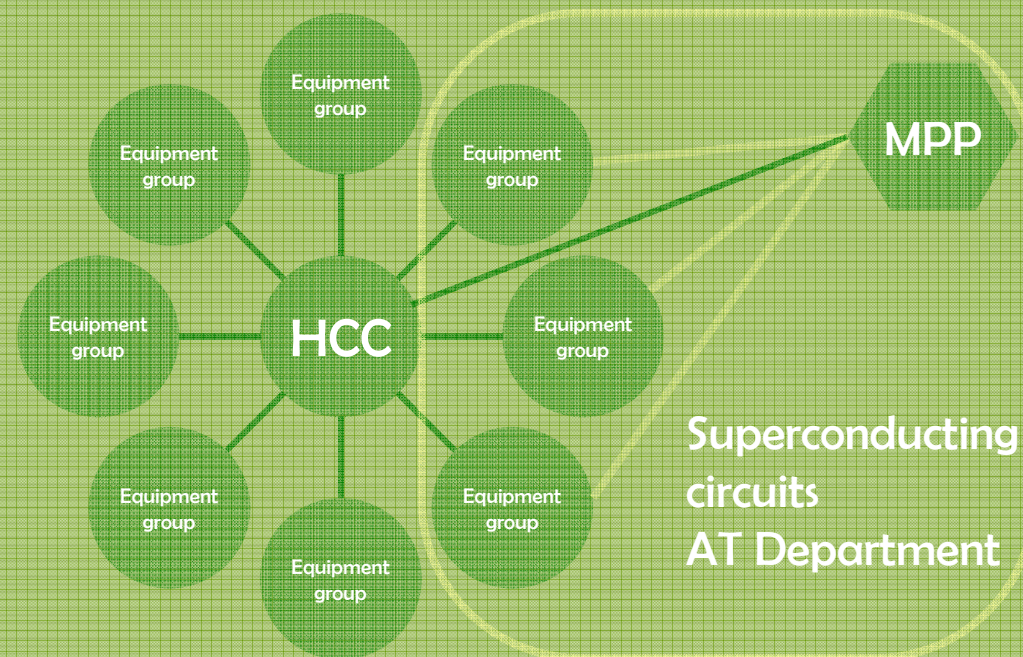 Equipment
group
Equipment
group
Equipment
group
MPP
Equipment
group
HCC
Equipment
group
Equipment
group
Equipment
group
Equipment
group
Superconducting
circuits
AT Department